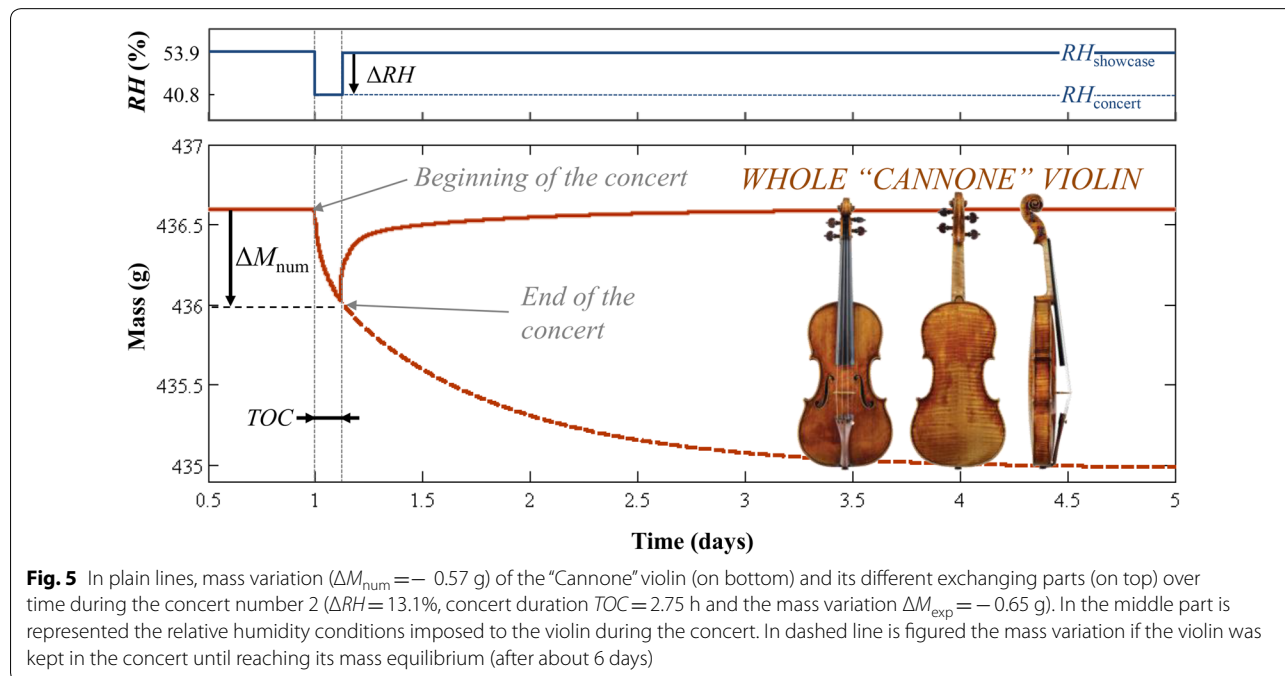 RH (%)
53.9
40.8
ΔRH
RH showcase
RH concert
Mass (g)
437
436.5
436
435.5
435
Beginning of the concert
WHOLE “CANNONE” VIOLIN
ΔM num
End of the
concert
TOC
0.5 1 1.5 2 2.5 3 3.5 4 4.5 5
Time (days)
Fig. 5 In plain lines, mass variation (ΔMnum = − 0.57 g) of the “Cannone” violin (on bottom) and its different exchanging parts (on top) over
time during the concert number 2 (ΔRH = 13.1%, concert duration TOC = 2.75 h and the mass variation ΔMexp = − 0.65 g). In the middle part is
represented the relative humidity conditions imposed to the violin during the concert. In dashed line is figured the mass variation if the violin was
kept in the concert until reaching its mass equilibrium (after about 6 days)